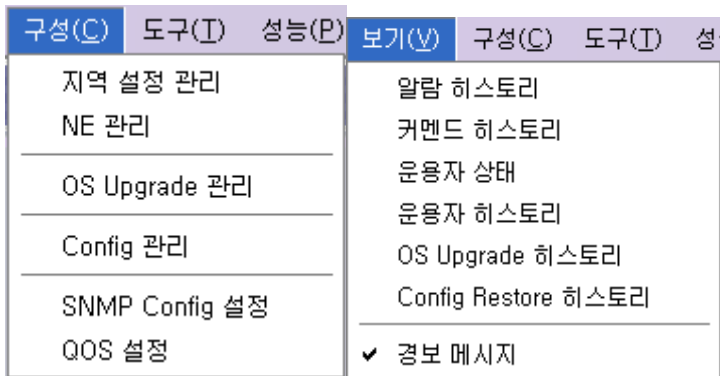 구성(C) 도구(T) 성능(P)
지역 설정 관리
NE 관리
OS Upgrade 관리
Config 관리
SNMP Config 설정
QOS 설정
보기(V) 구성(C) 도구(T) 성
알람 히스토리
커멘드 히스토리
운용자 상태
운용자 히스토리
OS Upgrade 히스토리
Config Restore 히스토리
✔ 경보 메시지